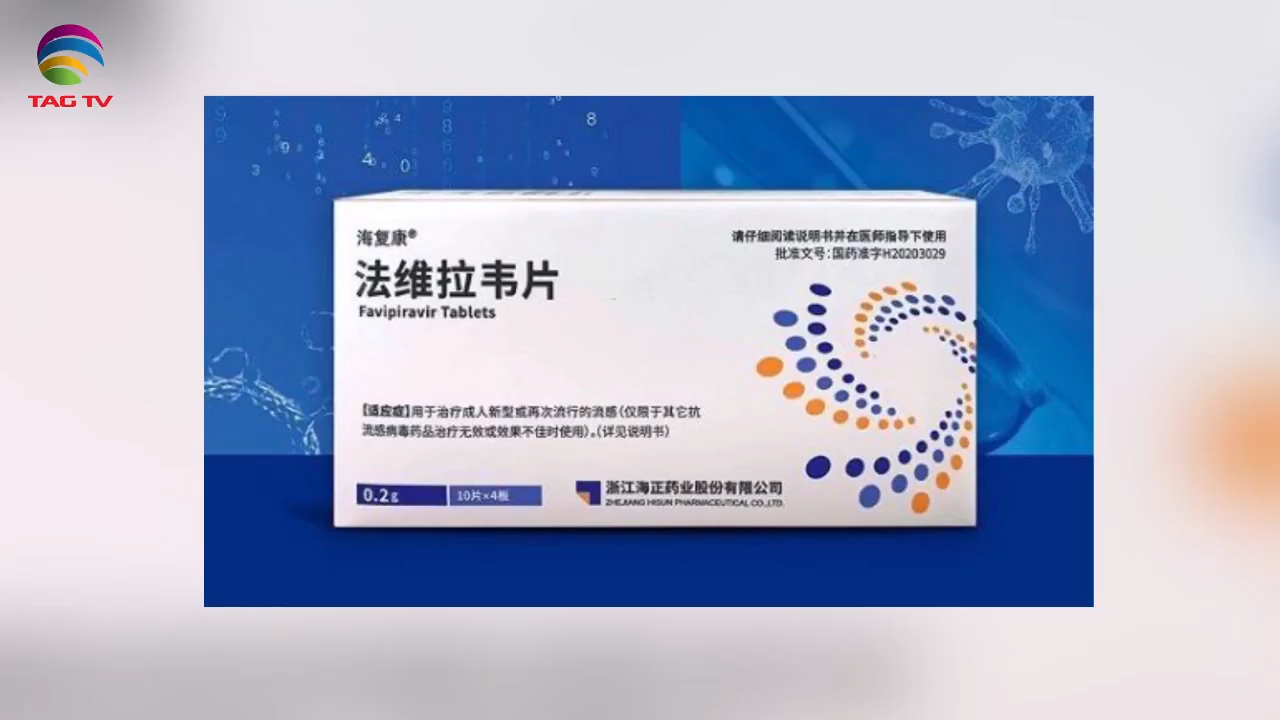 TAG TV
海复康®
法维拉韦片
Favipiravir Tablets
请仔细阅读说明书并在医师指导下使用
批准文号：国药准字H20203029
【适应症】用于治疗成人新型或再次流行的流感（仅限于其它抗
流感病毒药品治疗无效或效果不佳时使用）。（详见说明书）
0.2g
10片×4板
浙江海正药业股份有限公司
ZHEJIANG HISUN PHARMACEUTICAL CO.,LTD.